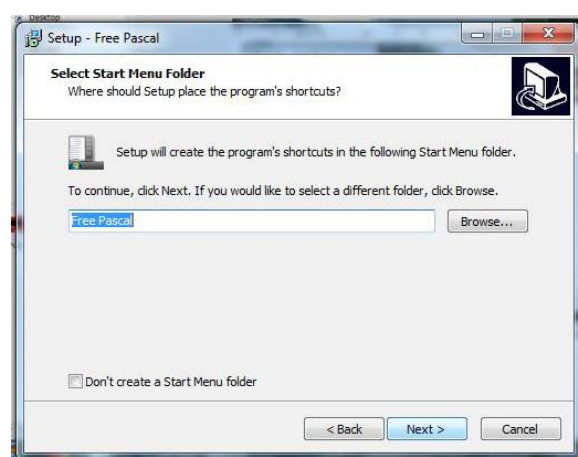 Desktop
Setup - Free Pascal
Select Start Menu Folder
Where should Setup place the program's shortcuts?
Setup will create the program's shortcuts in the following Start Menu folder.
To continue, click Next. If you would like to select a different folder, click Browse.
Free Pascal
Browse...
Don't create a Start Menu folder
< Back
Next >
Cancel